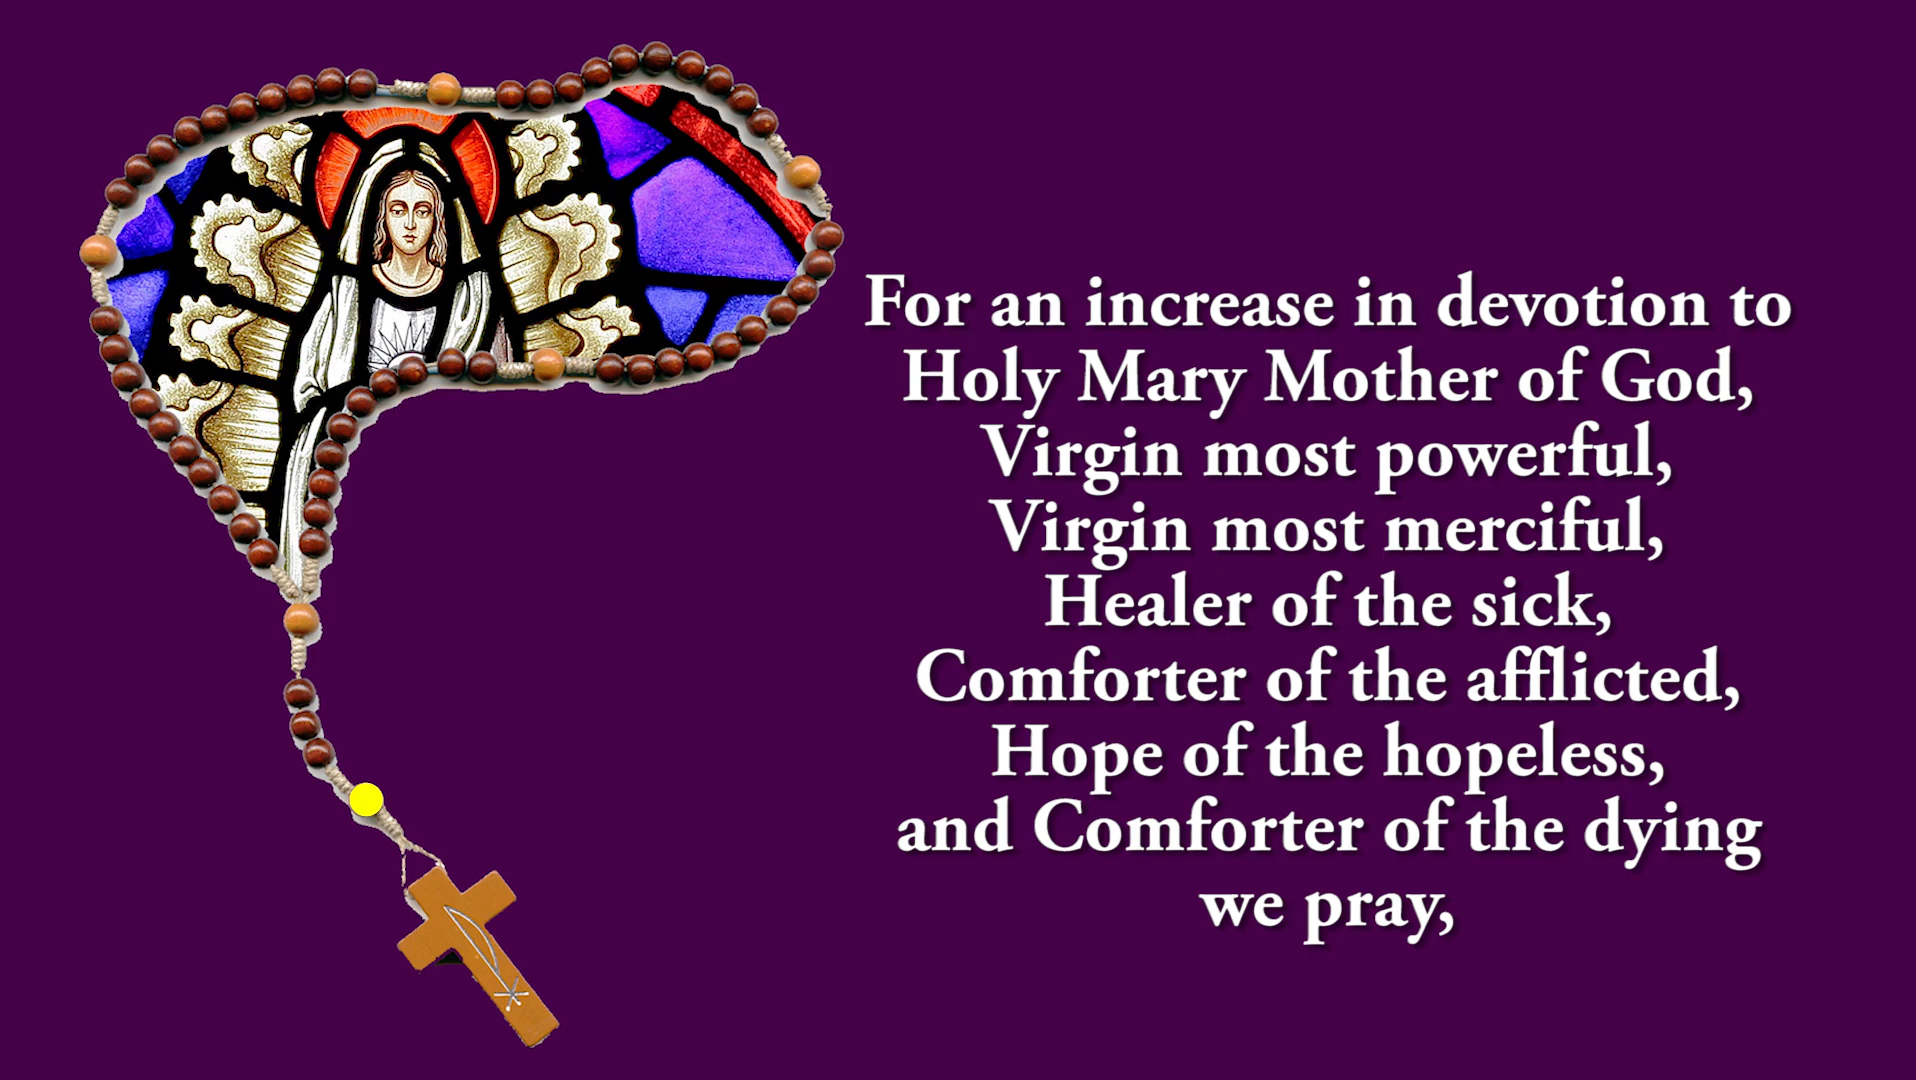 For an increase in devotion to
Holy Mary Mother of God,
Virgin most powerful,
Virgin most merciful,
Healer of the sick,
Comforter of the afflicted,
Hope of the hopeless,
and Comforter of the dying
we pray,